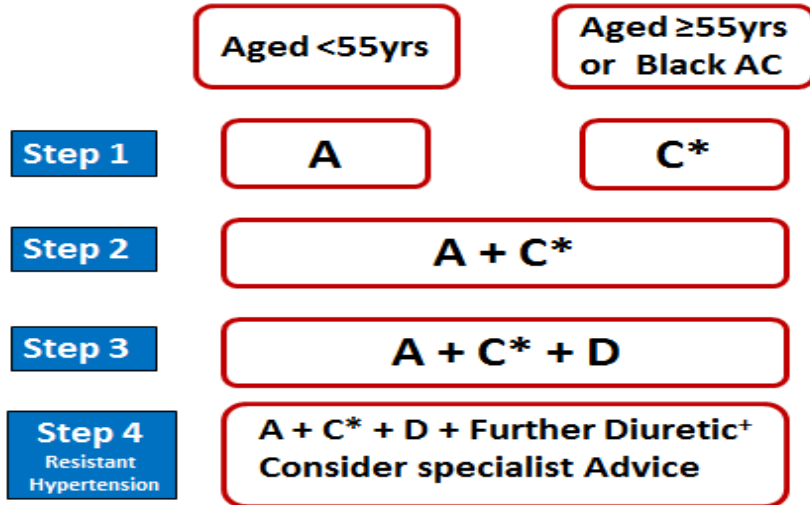 Aged <55yrs
Aged ≥55yrs
or Black AC
Step 1
A
C*
Step 2
A + C*
Step 3
A + C* + D
Step 4
Resistant
Hypertension
A + C* + D + Further Diuretic⁺
Consider specialist Advice